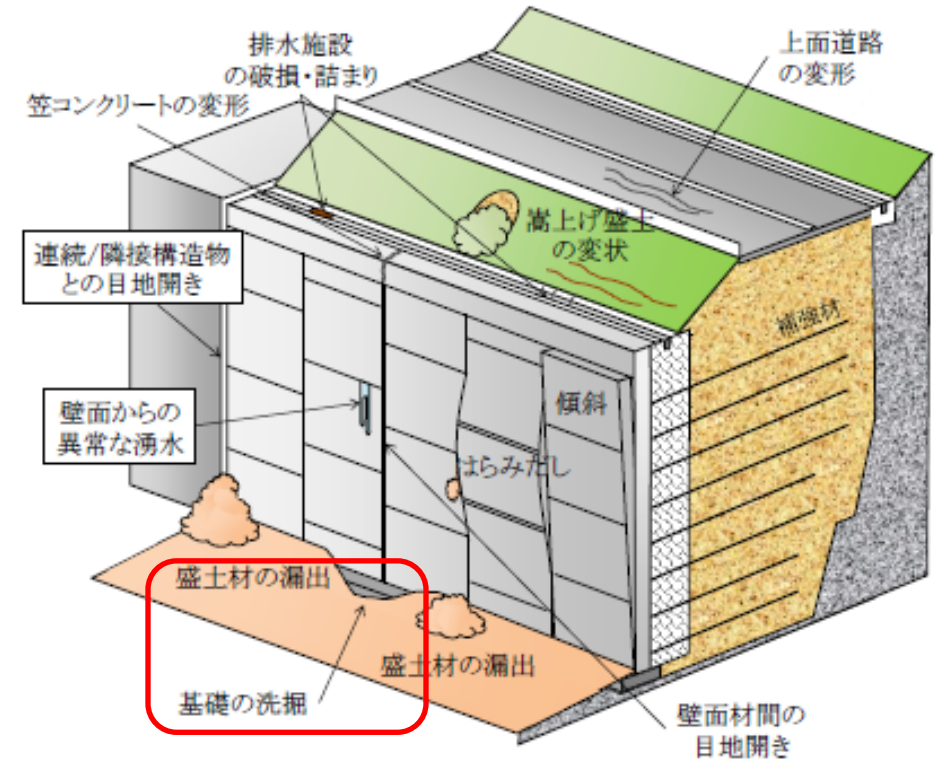 排水施設
の破損・詰まり
上面道路
の変形
笠コンクリートの変形
嵩上げ盛土
の変状
連続/隣接構造物
との目地開き
補強材
壁面からの
異常な湧水
傾斜
はらみだし
盛土材の漏出
盛土材の漏出
基礎の洗掘
壁面材間の
目地開き